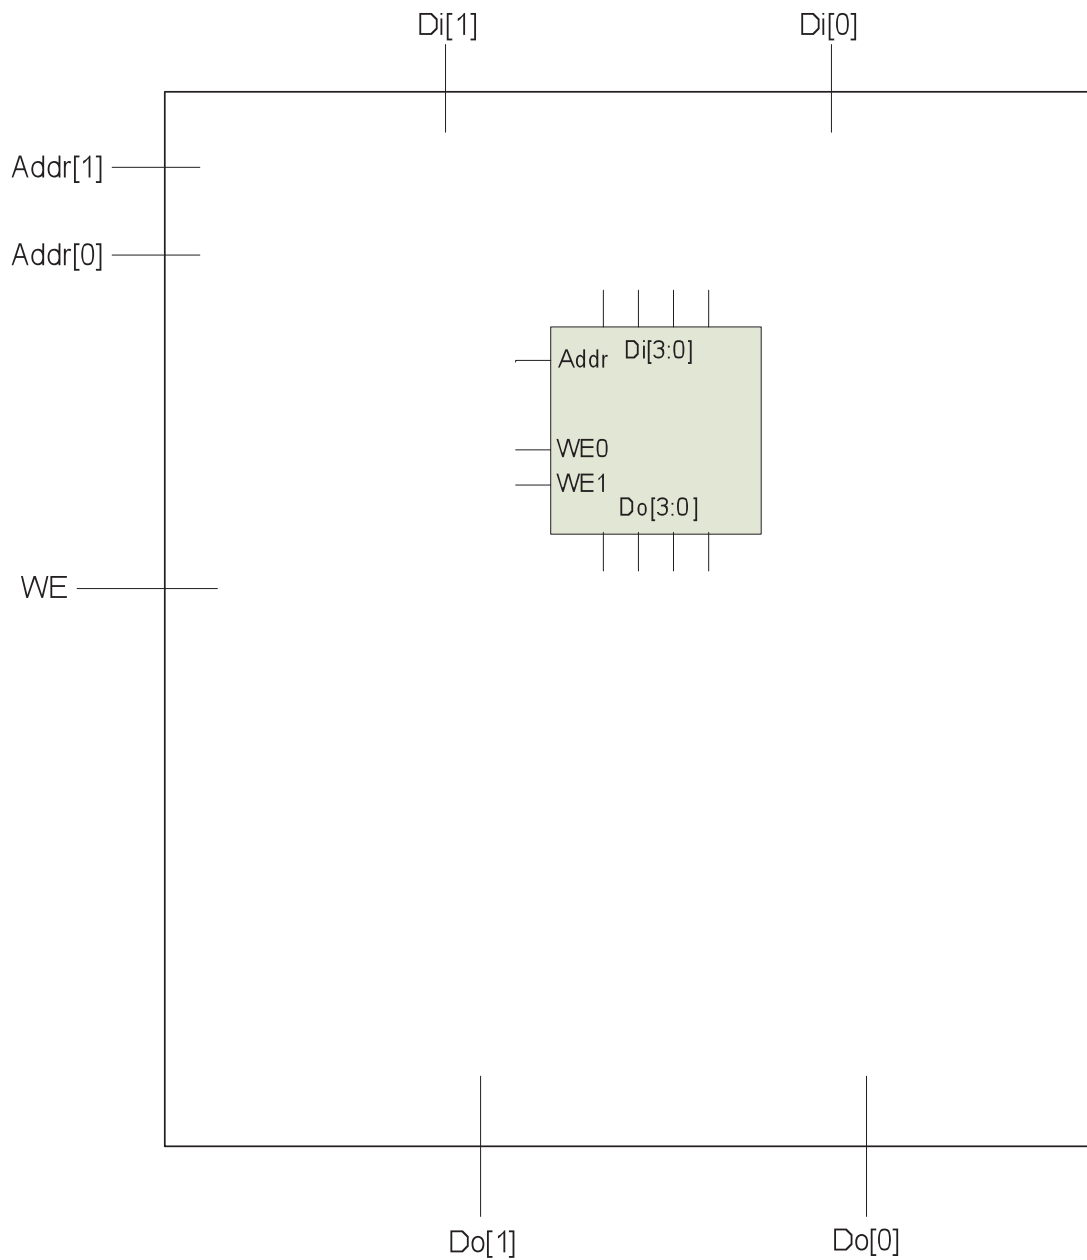 Di[1]
Di[0]
Addr[1]
Addr[0]
Di[3:0]
Addr
WE0
WE1
Do[3:0]
WE
Do[1]
Do[0]